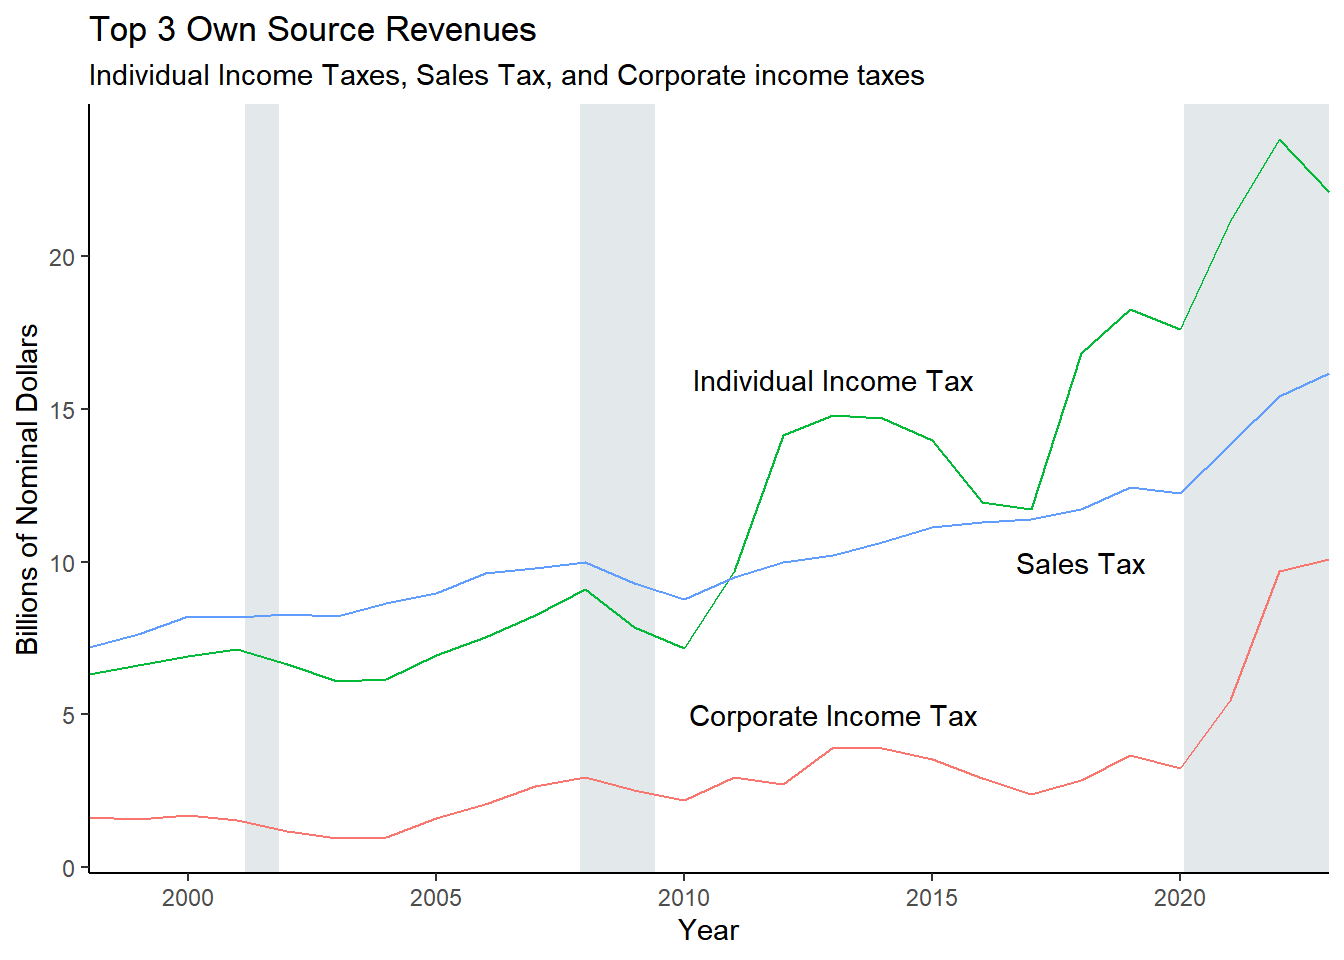 Top 3 Own Source Revenues
Individual Income Taxes, Sales Tax, and Corporate income taxes
Billions of Nominal Dollars
20
15
10
5
0
Individual Income Tax
Sales Tax
Corporate Income Tax
2000 2005 2010 2015 2020
Year